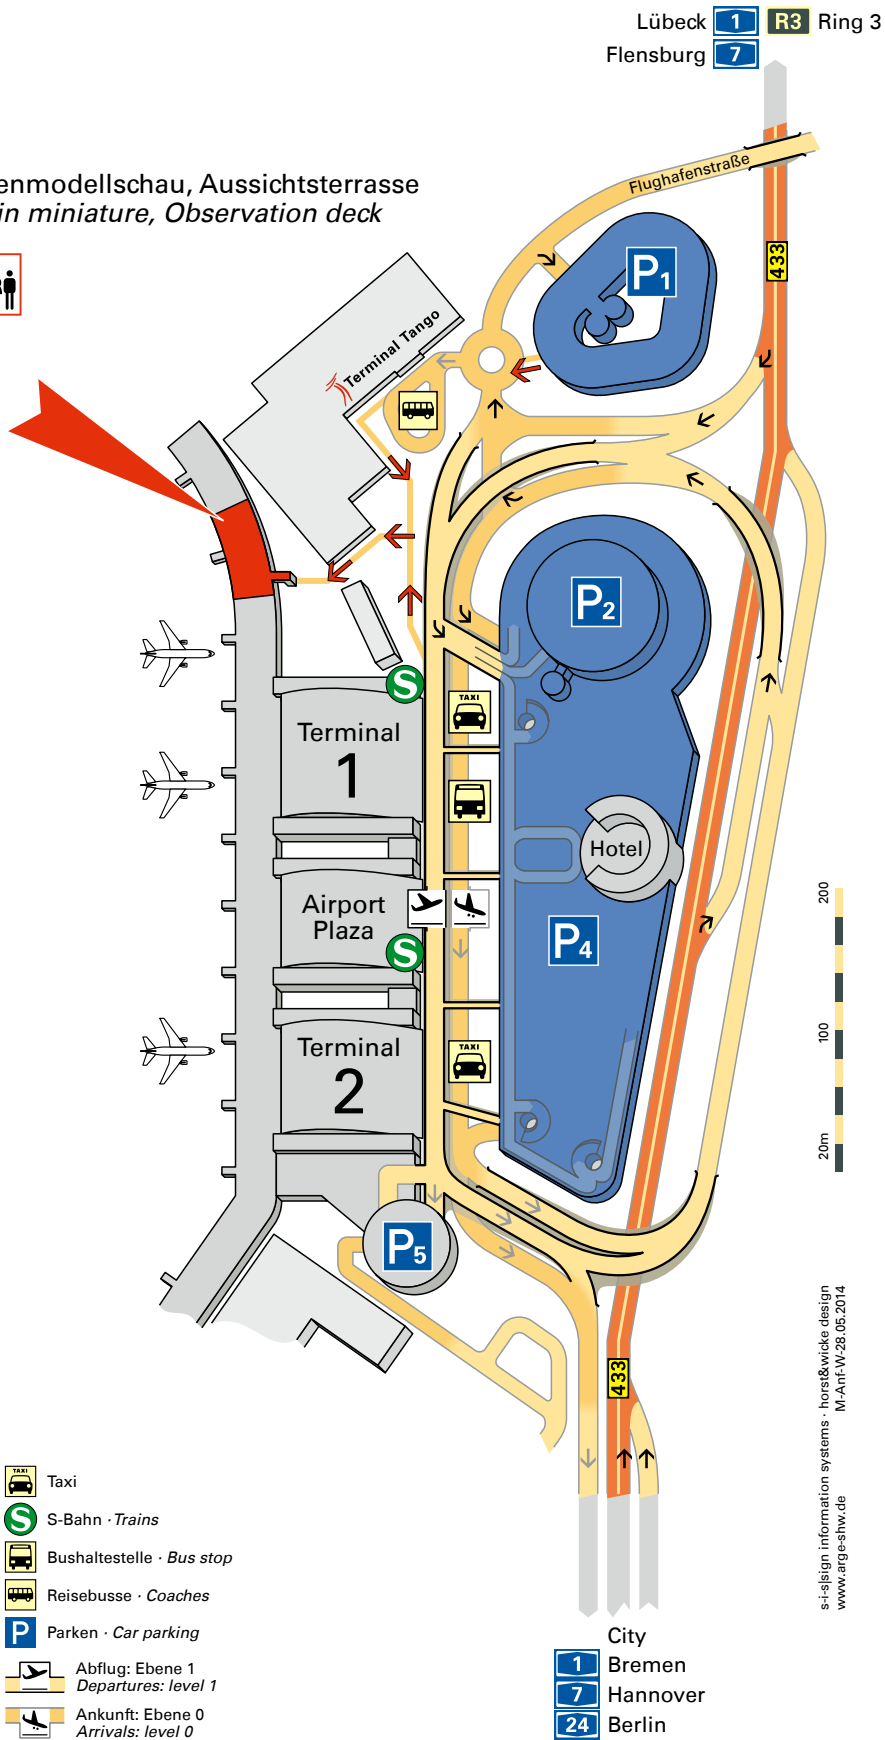 Lübeck 1 R3 Ring 3
Flensburg 7
Flughafenstraße
enmodellschau, Aussichtsterrasse
in miniature, Observation deck
P1
433
Terminal Tango
P2
S
TAXI
Terminal
1
Hotel
Airport
Plaza
S
P4
Terminal
2
TAXI
P5
433
200
100
20m
s-i-s|sign information systems · horst&wicke design
M-Anf-W-28.05.2014
www.arge-shw.de
TAXI
Taxi
S
S-Bahn · Trains
Bushaltestelle · Bus stop
Reisebusse · Coaches
P
Parken · Car parking
Abflug: Ebene 1
Departures: level 1
Ankunft: Ebene 0
Arrivals: level 0
City
1 Bremen
7 Hannover
24 Berlin